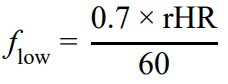 f_low = 0.7 × rHR / 60